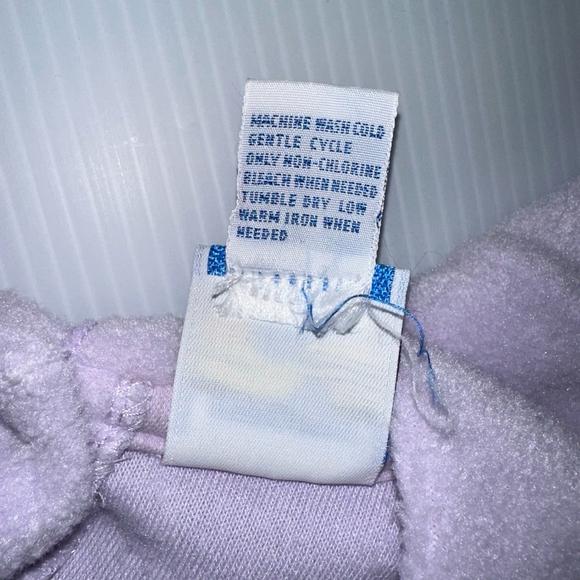 MACHINE WASH COLD
GENTLE CYCLE
ONLY NON-CHLORINE
BLEACH WHEN NEEDED
TUMBLE DRY LOW
WARM IRON WHEN
NEEDED